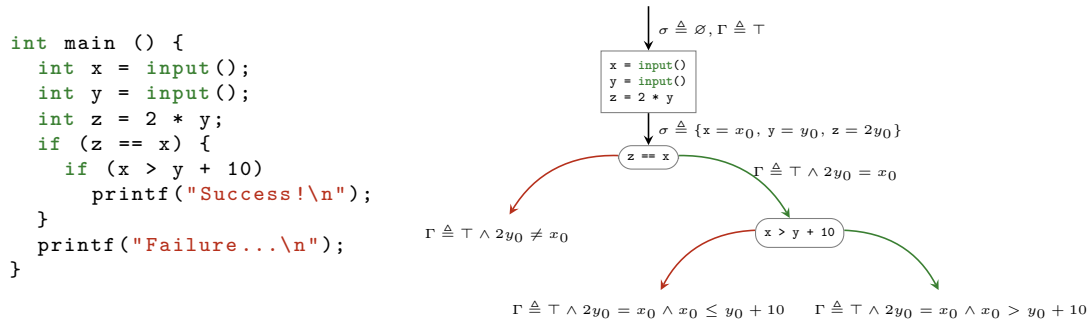 int main () {
int x = input();
int y = input();
int z = 2 * y;
if (z == x) {
if (x > y + 10)
printf("Success!\n");
}
printf("Failure...\n");
}
σ ≜ ∅, Γ ≜ ⊤
x = input()
y = input()
z = 2 * y
σ ≜ {x = x₀, y = y₀, z = 2y₀}
z == x
Γ ≜ ⊤ ∧ 2y₀ = x₀
Γ ≜ ⊤ ∧ 2y₀ ≠ x₀
x > y + 10
Γ ≜ ⊤ ∧ 2y₀ = x₀ ∧ x₀ ≤ y₀ + 10
Γ ≜ ⊤ ∧ 2y₀ = x₀ ∧ x₀ > y₀ + 10